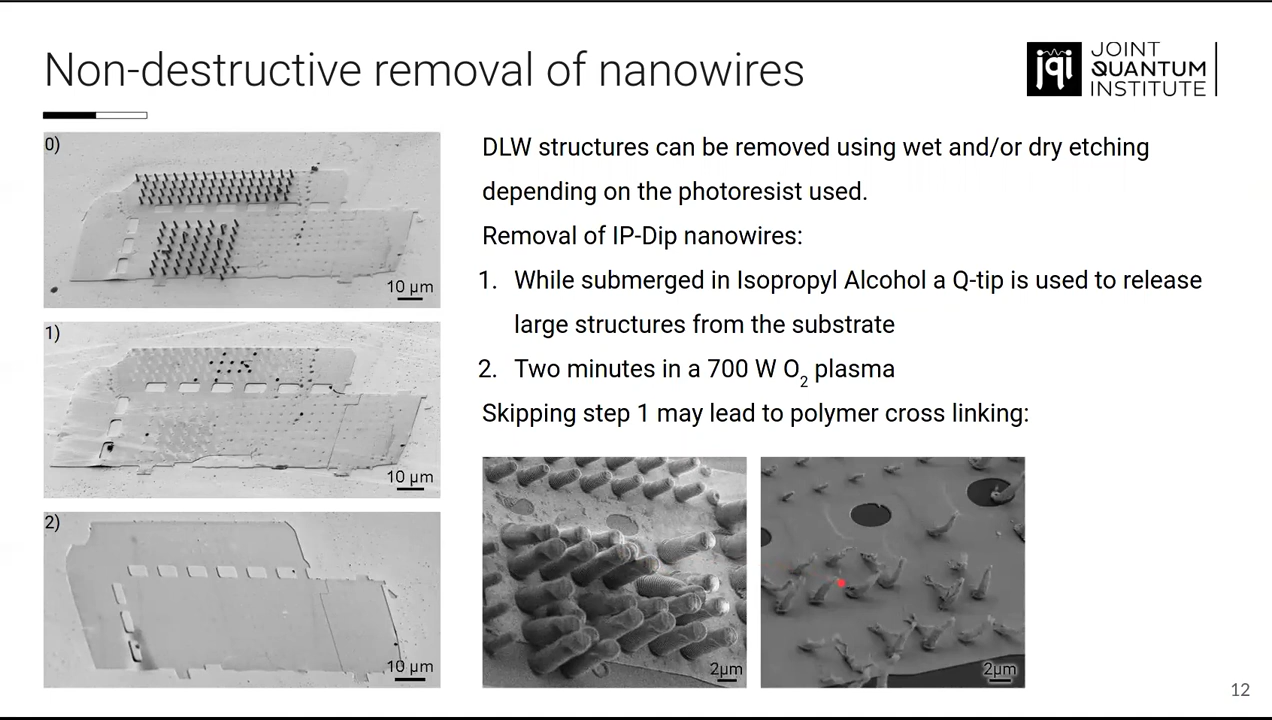 Non-destructive removal of nanowires
jqi
JOINT
QUANTUM
INSTITUTE
0)
10 µm
1)
10 µm
2)
10 µm
DLW structures can be removed using wet and/or dry etching
depending on the photoresist used.
Removal of IP-Dip nanowires:
1. While submerged in Isopropyl Alcohol a Q-tip is used to release
large structures from the substrate
2. Two minutes in a 700 W O₂ plasma
Skipping step 1 may lead to polymer cross linking:
2µm
2µm
12